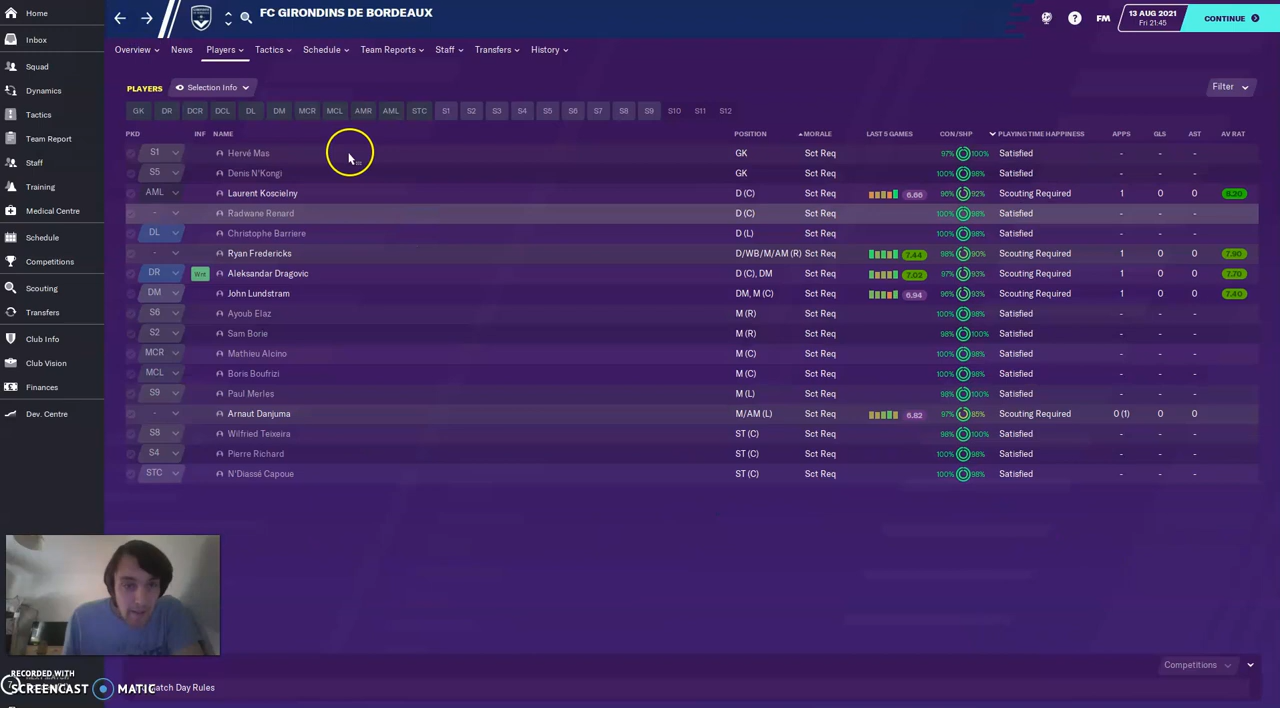 Home
FC GIRONDINS DE BORDEAUX
13 AUG 2021
Fri 21:45
CONTINUE
FM
?
Inbox
Squad
Dynamics
Tactics
Team Report
Staff
Training
Medical Centre
Schedule
Competitions
Scouting
Transfers
Club Info
Club Vision
Finances
Dev. Centre
Overview News Players Tactics Schedule Team Reports Staff Transfers History
PLAYERS Selection Info Filter
GK DR DCR DCL DL DM MCR MCL AMR AML STC S1 S2 S3 S4 S5 S6 S7 S8 S9 S10 S11 S12
PKD INF NAME POSITION MORALE LAST 5 GAMES CON/SHP PLAYING TIME HAPPINESS APPS GLS AST AV RAT
S1 Hervé Mas GK Sct Req 97% 100% Satisfied - - -
S5 Denis N'Kongi GK Sct Req 100% 98% Satisfied - - -
AML Laurent Koscielny D (C) Sct Req 6.66 96% 92% Scouting Required 1 0 0
- Radwane Renard D (C) Sct Req 100% 98% Satisfied - - -
DL Christophe Barriere D (L) Sct Req 100% 98% Satisfied - - -
- Ryan Fredericks D/WB/M/AM (R) Sct Req 7.44 98% 90% Scouting Required 1 0 0 7.90
DR Wnt Aleksandar Dragovic D (C), DM Sct Req 7.02 97% 93% Scouting Required 1 0 0 7.70
DM John Lundstram DM, M (C) Sct Req 6.94 96% 93% Scouting Required 1 0 0 7.40
S6 Ayoub Elaz M (R) Sct Req 100% 98% Satisfied - - -
S2 Sam Borie M (R) Sct Req 98% 100% Satisfied - - -
MCR Mathieu Alcino M (C) Sct Req 100% 98% Satisfied - - -
MCL Boris Boufrizi M (C) Sct Req 100% 98% Satisfied - - -
S9 Paul Merles M (L) Sct Req 98% 100% Satisfied - - -
- Arnaut Danjuma M/AM (L) Sct Req 6.82 97% 85% Scouting Required 0 (1) 0 0
S8 Wilfried Teixeira ST (C) Sct Req 98% 100% Satisfied - - -
S4 Pierre Richard ST (C) Sct Req 100% 98% Satisfied - - -
STC N'Diassé Capoue ST (C) Sct Req 100% 98% Satisfied - - -
Competitions
RECORDED WITH
SCREENCAST MATIC
Match Day Rules